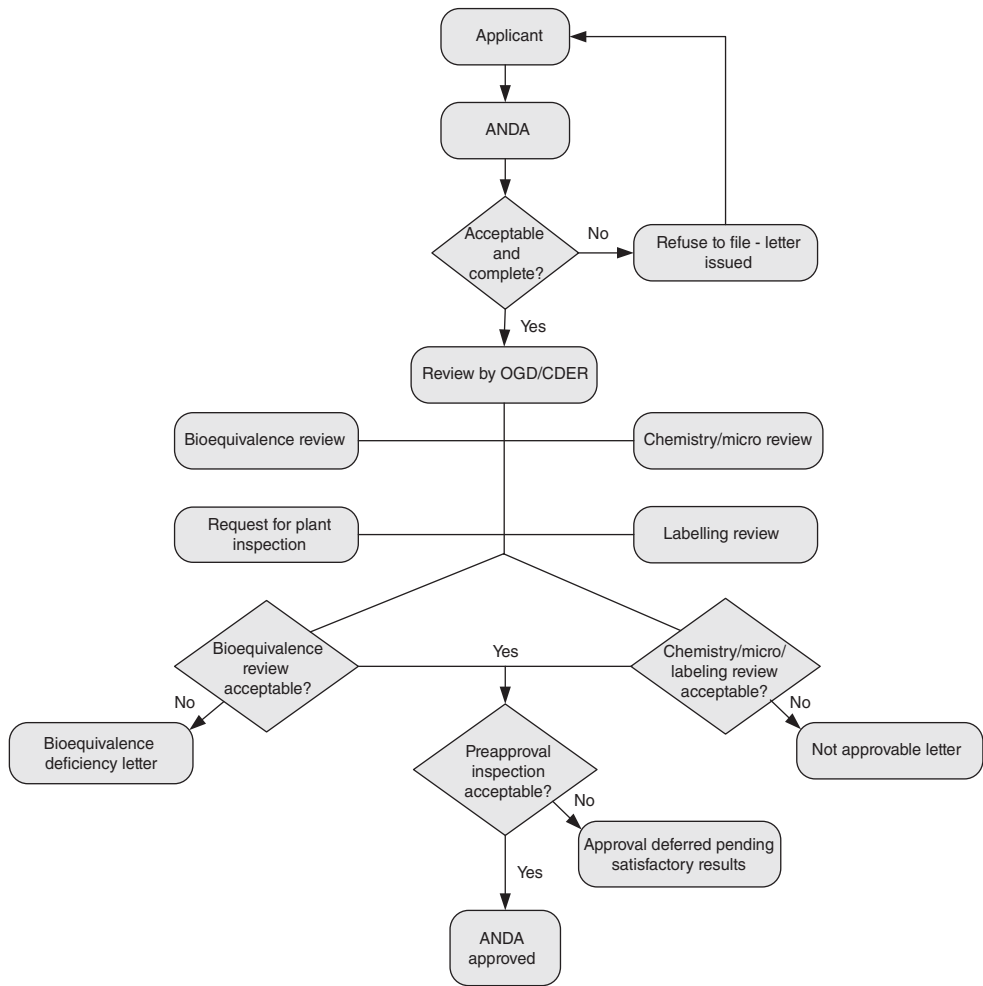 Applicant
ANDA
Acceptable
and
complete?
No
Refuse to file - letter
issued
Yes
Review by OGD/CDER
Bioequivalence review
Chemistry/micro review
Request for plant
inspection
Labelling review
Bioequivalence
review
acceptable?
Yes
Chemistry/micro/
labeling review
acceptable?
No
Bioequivalence
deficiency letter
No
Not approvable letter
Preapproval
inspection
acceptable?
No
Approval deferred pending
satisfactory results
Yes
ANDA
approved